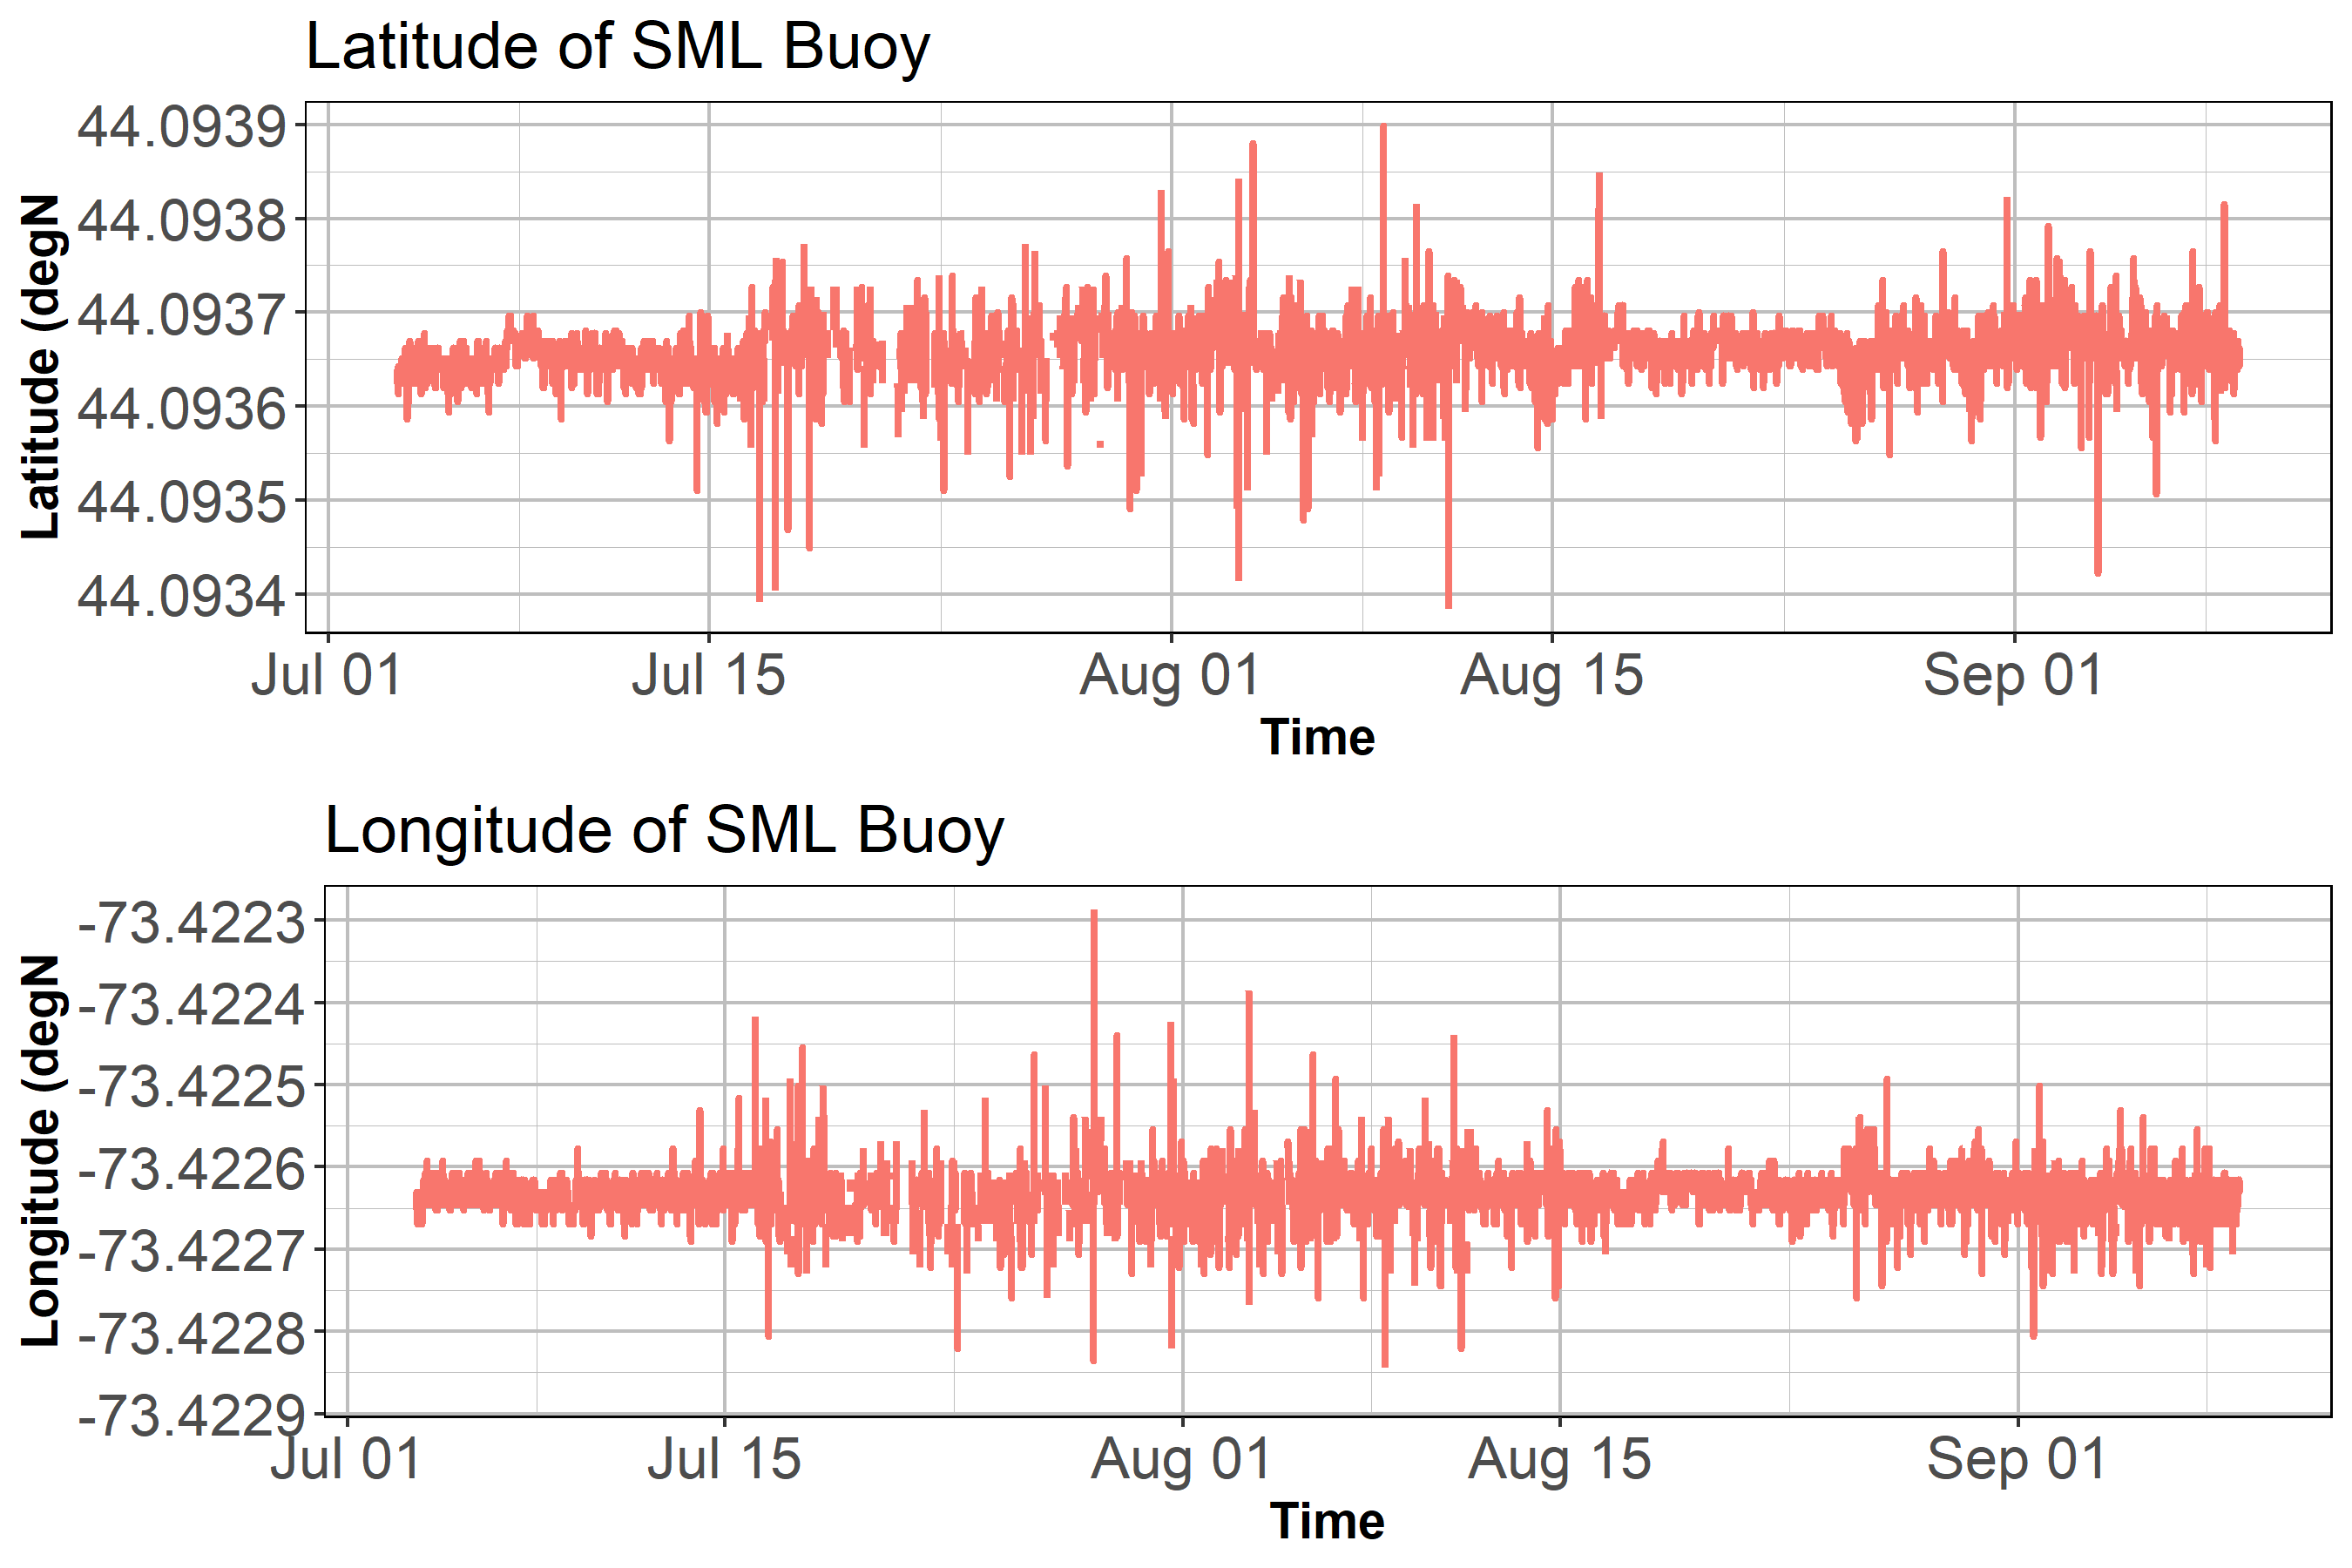 Latitude of SML Buoy
44.0939
44.0938
44.0937
44.0936
44.0935
44.0934
Latitude (degN
Jul 01 Jul 15 Aug 01 Aug 15 Sep 01
Time
Longitude of SML Buoy
-73.4223
-73.4224
-73.4225
-73.4226
-73.4227
-73.4228
-73.4229
Longitude (degN
Jul 01 Jul 15 Aug 01 Aug 15 Sep 01
Time